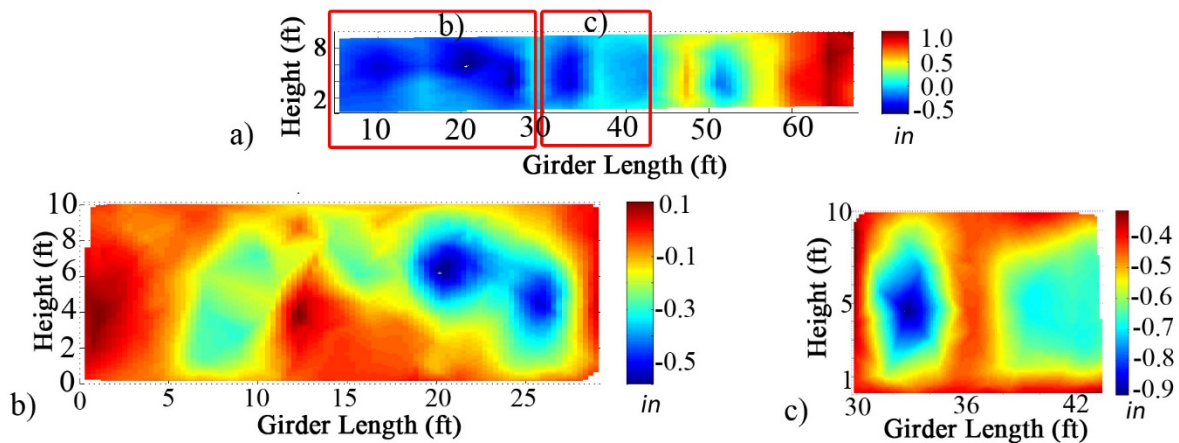 b) c)
Height (ft)
8
2
1.0
0.5
0.0
-0.5
in
10 20 30 40 50 60
a)
Girder Length (ft)
Height (ft)
10
8
6
4
2
0
0 5 10 15 20 25
Girder Length (ft)
b)
0.1
-0.1
-0.3
-0.5
in
Height (ft)
10
5
1
30 36 42
Girder Length (ft)
c)
-0.4
-0.5
-0.6
-0.7
-0.8
-0.9
in